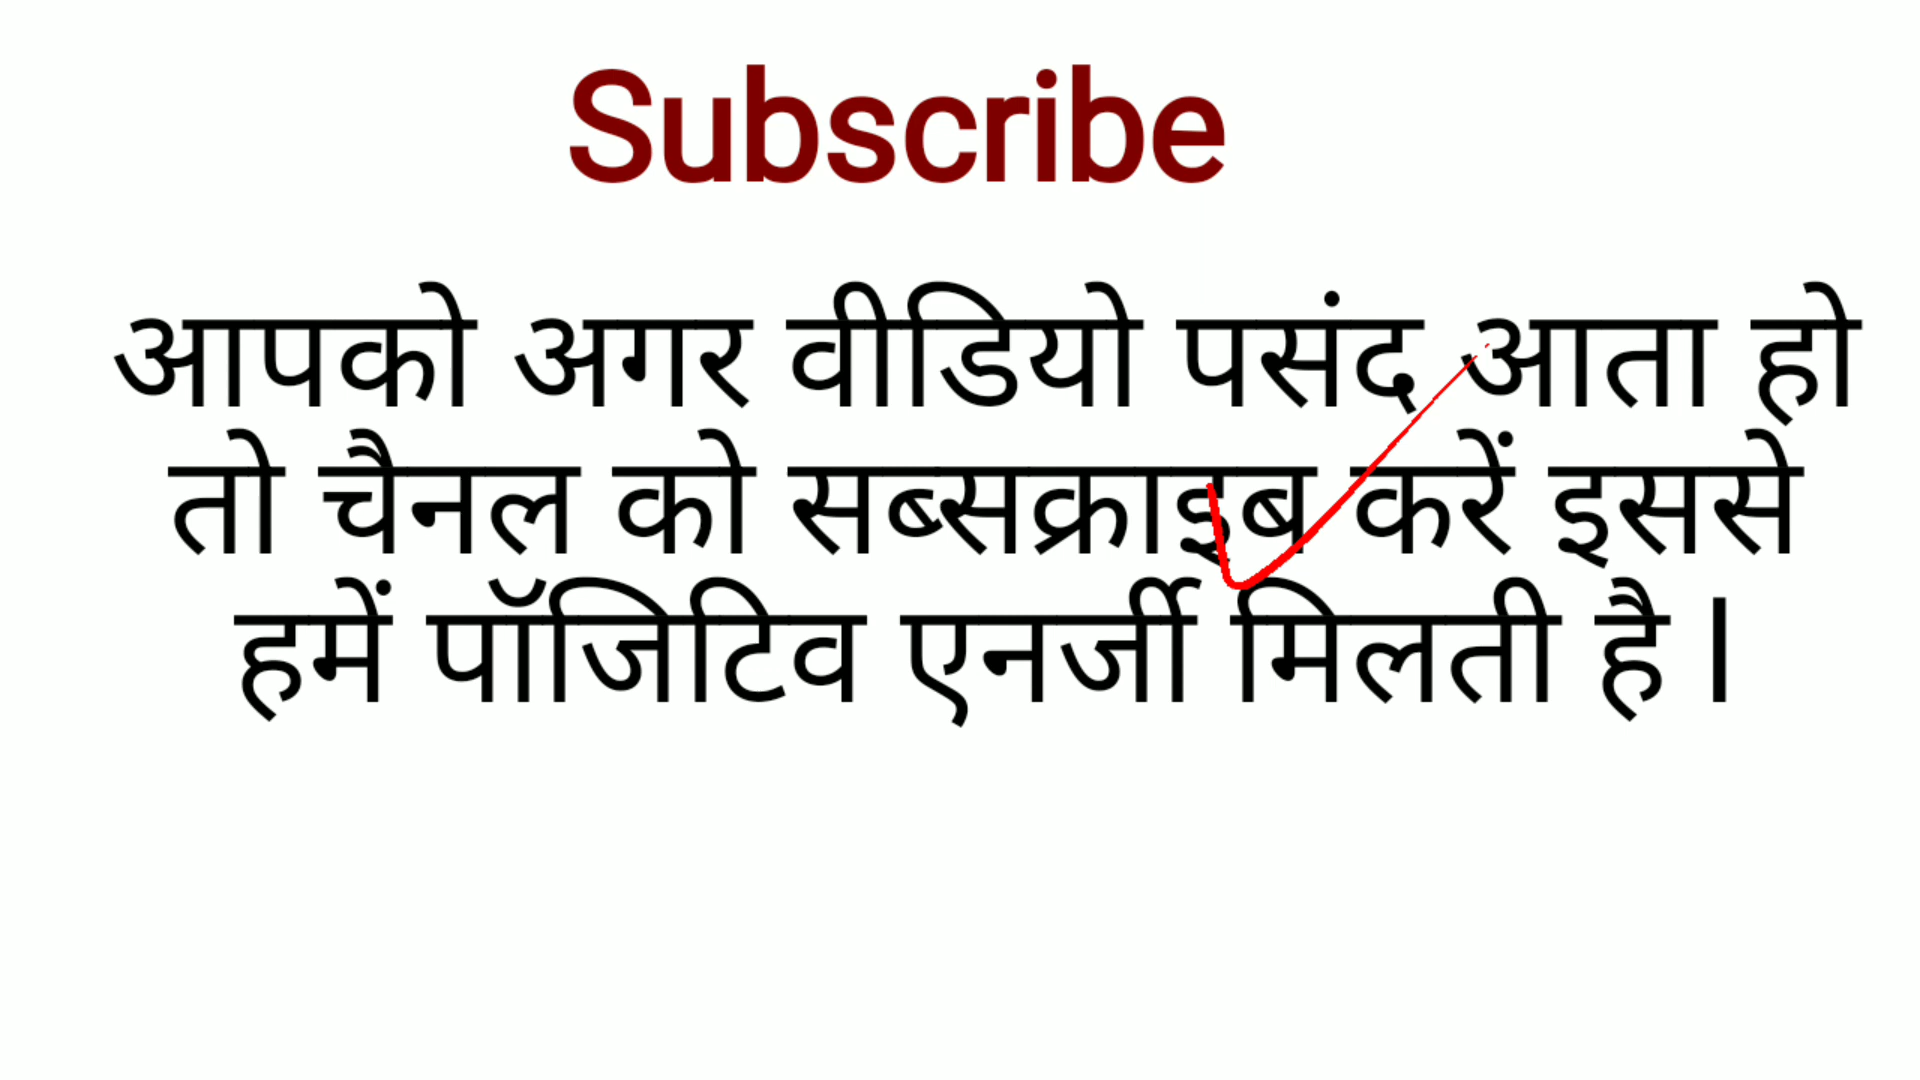 Subscribe
आपको अगर वीडियो पसंद आता हो
तो चैनल को सब्सक्राइब करें इससे
हमें पॉजिटिव एनर्जी मिलती है l